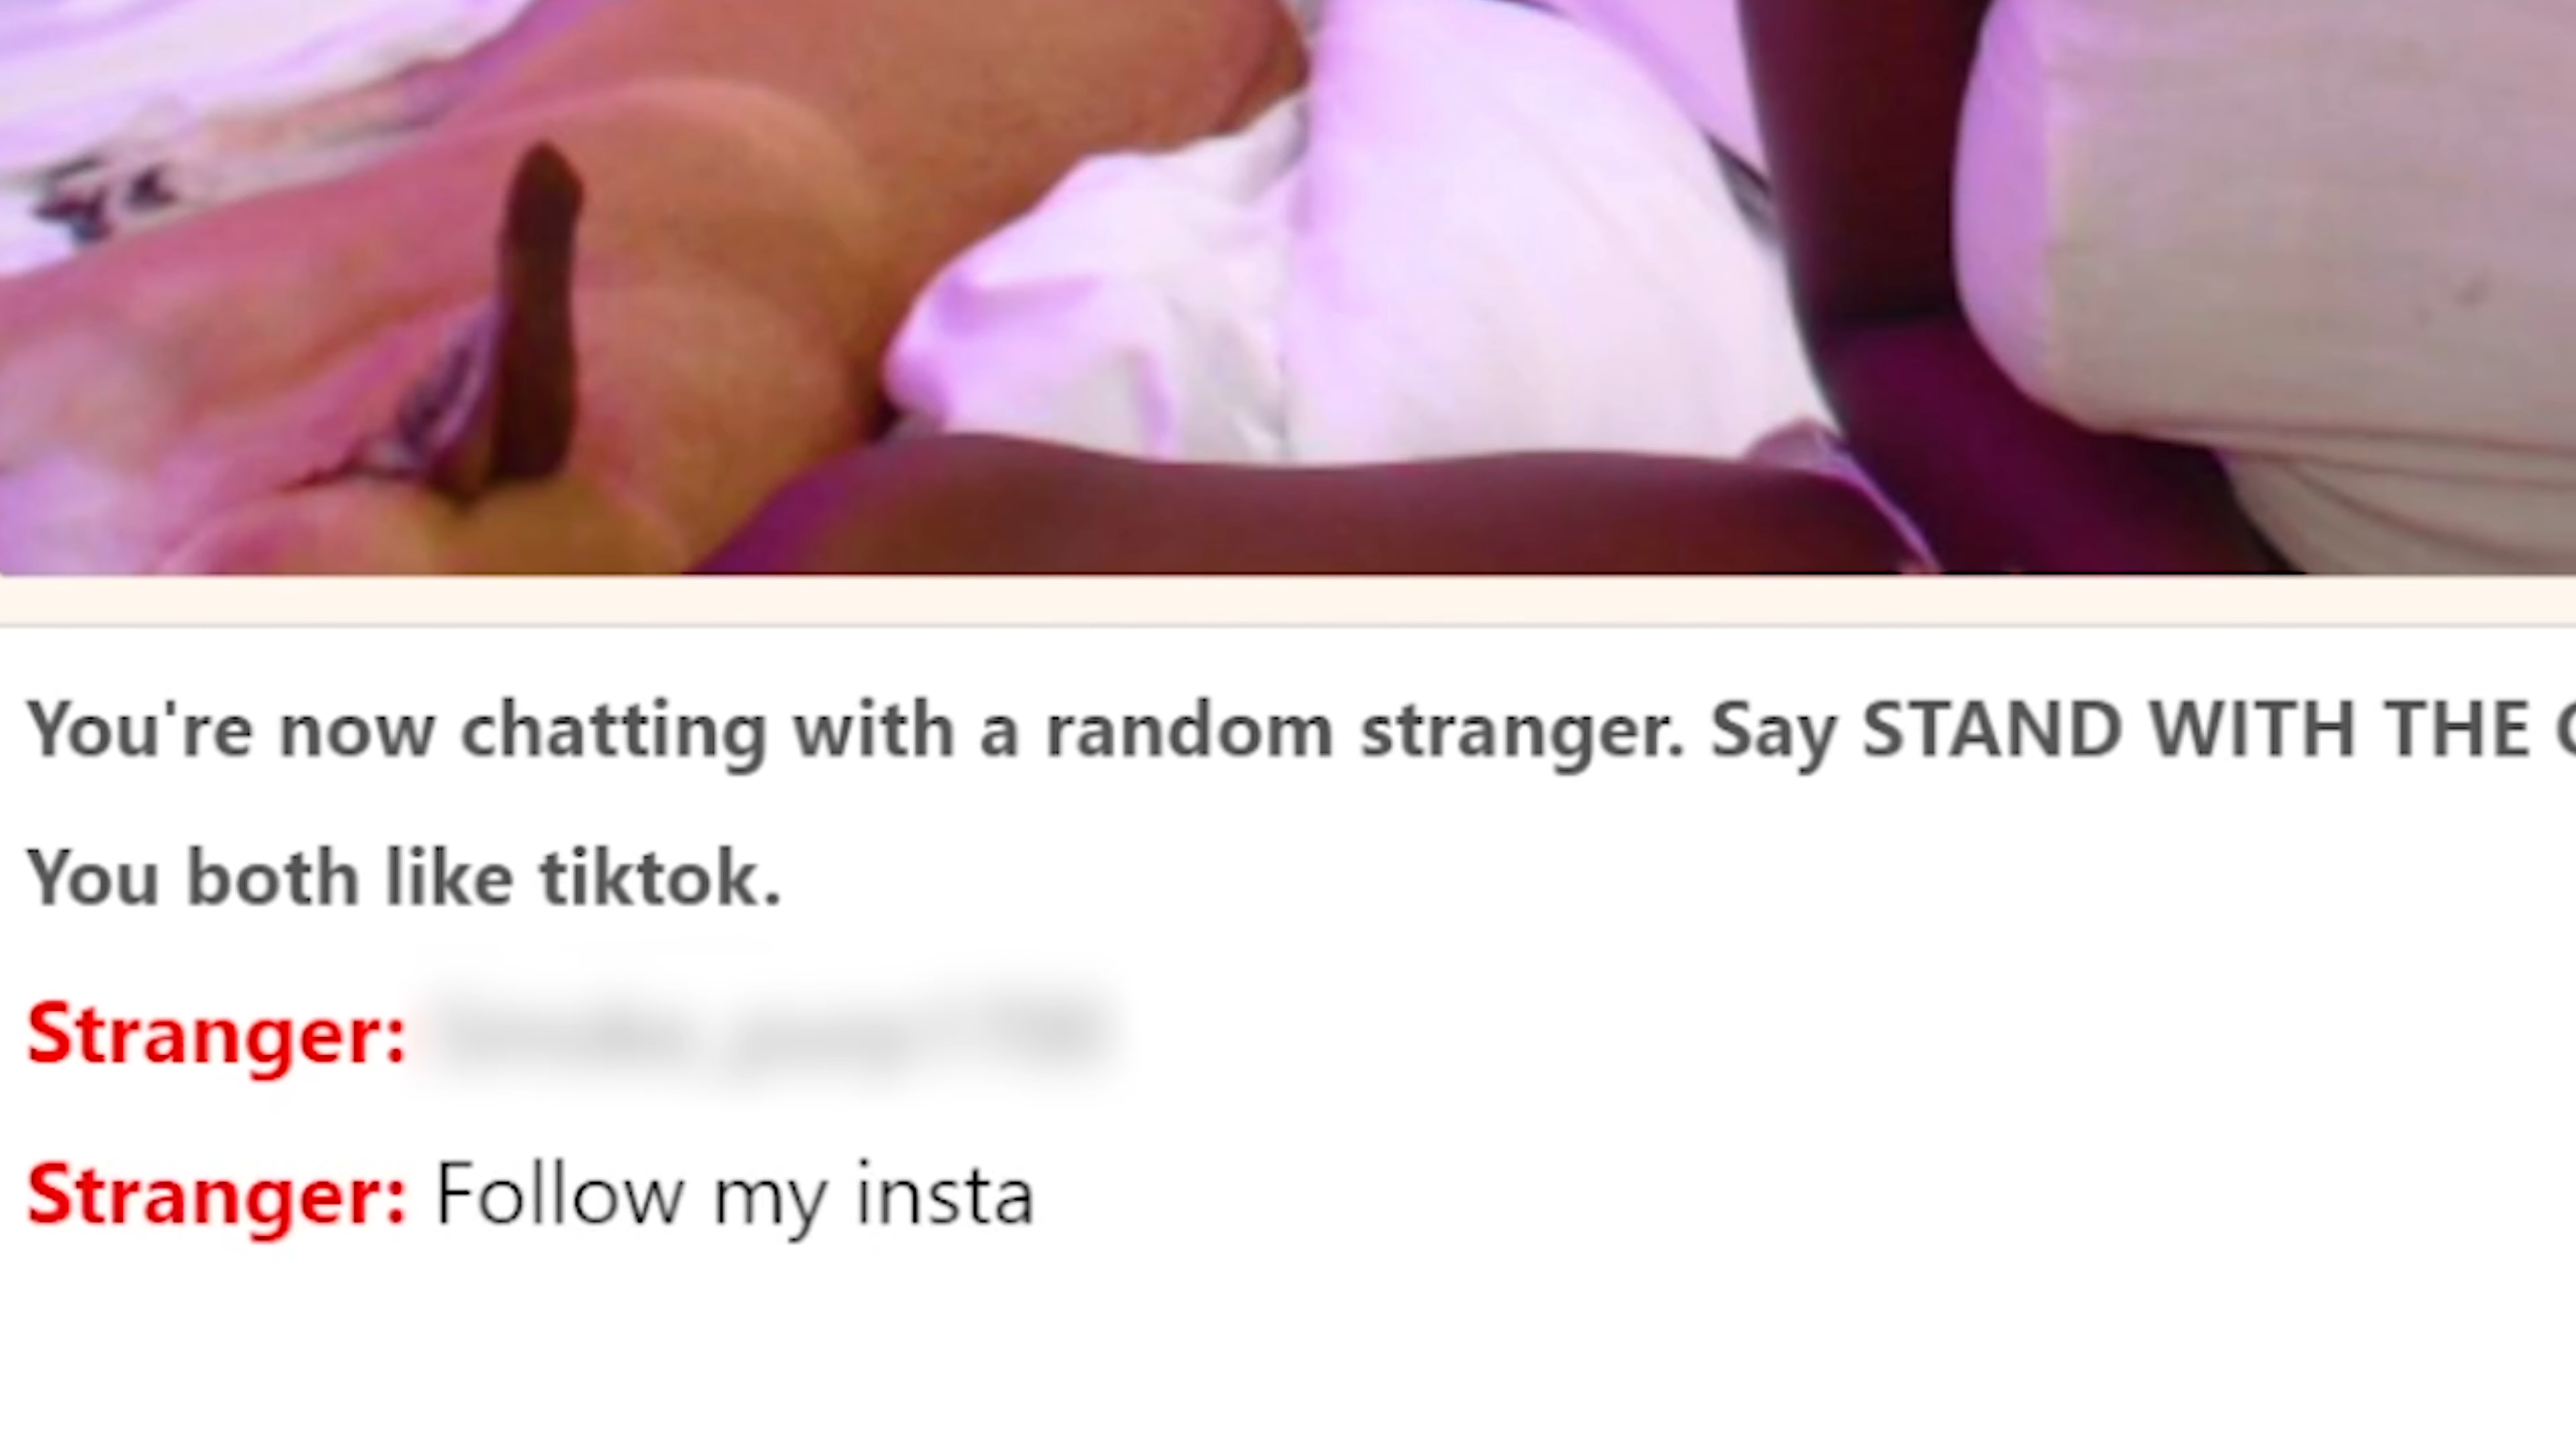 You're now chatting with a random stranger. Say STAND WITH THE
You both like tiktok.
Stranger:
Stranger: Follow my insta